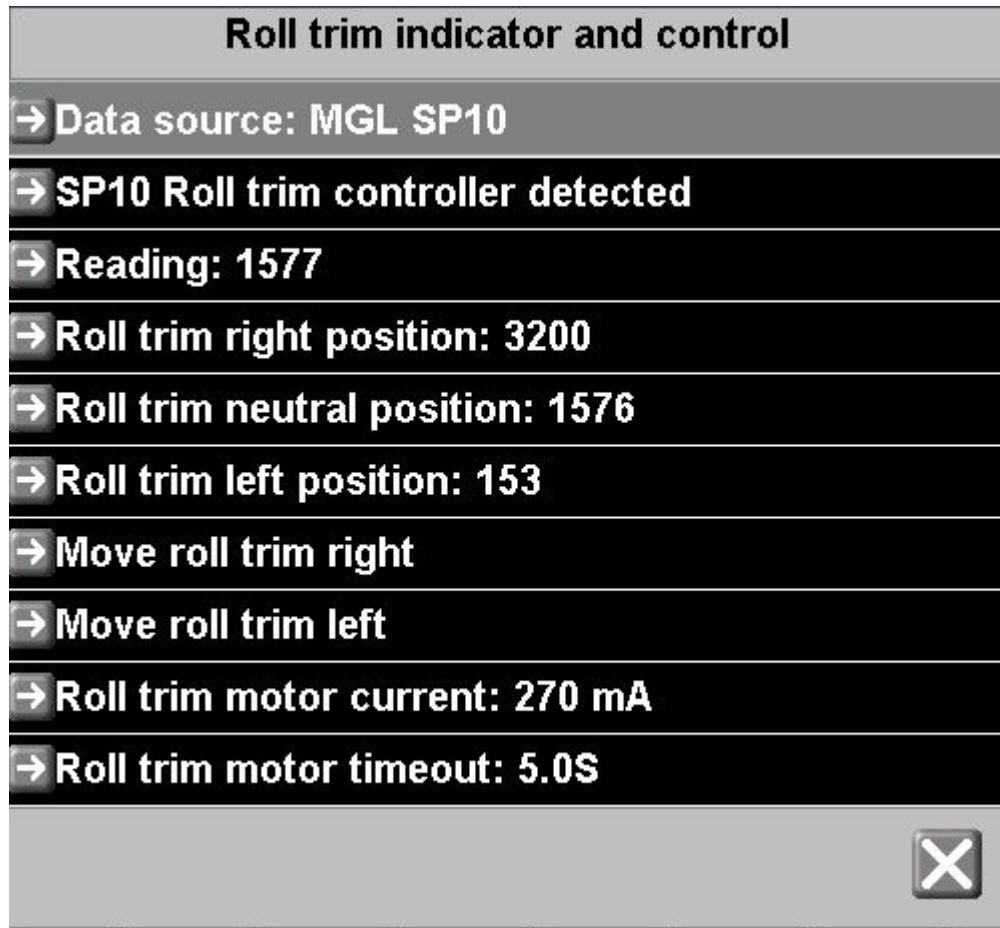 Roll trim indicator and control
Data source: MGL SP10
SP10 Roll trim controller detected
Reading: 1577
Roll trim right position: 3200
Roll trim neutral position: 1576
Roll trim left position: 153
Move roll trim right
Move roll trim left
Roll trim motor current: 270 mA
Roll trim motor timeout: 5.0S